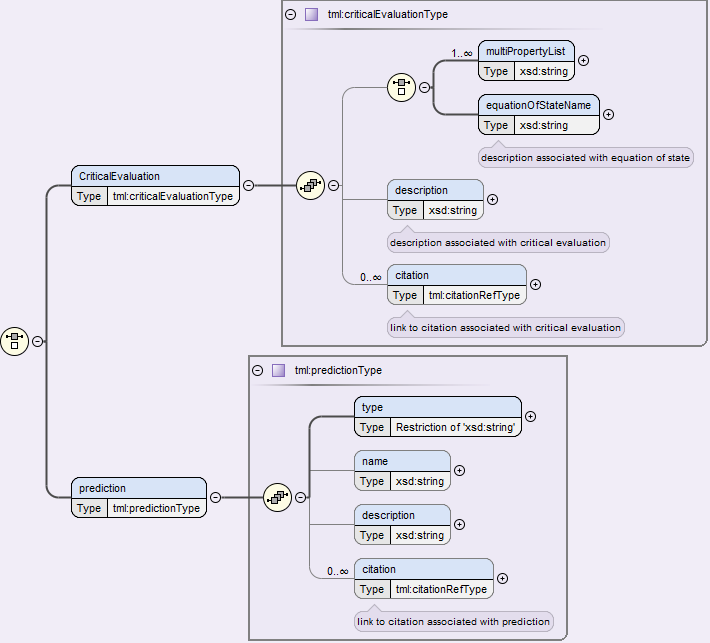 tml:criticalEvaluationType
1..∞
multiPropertyList
Type xsd:string
equationOfStateName
Type xsd:string
description associated with equation of state
CriticalEvaluation
Type tml:criticalEvaluationType
description
Type xsd:string
description associated with critical evaluation
0..∞
citation
Type tml:citationRefType
link to citation associated with critical evaluation
tml:predictionType
type
Type Restriction of 'xsd:string'
name
Type xsd:string
prediction
Type tml:predictionType
description
Type xsd:string
0..∞
citation
Type tml:citationRefType
link to citation associated with prediction